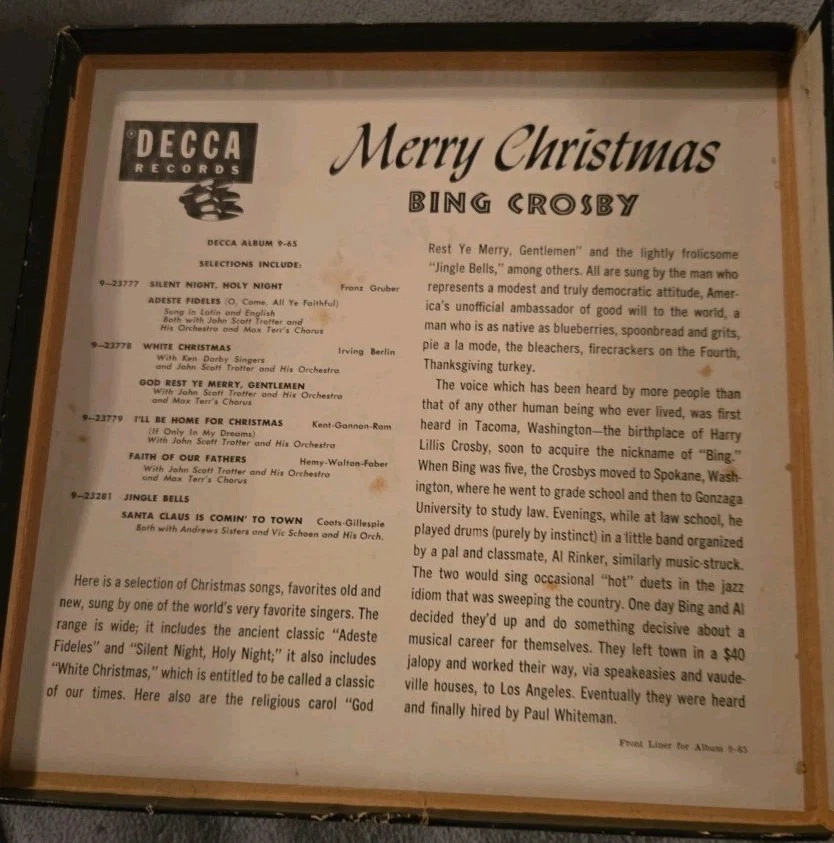 DECCA
RECORDS
Merry Christmas
BING CROSBY
DECCA ALBUM 9-65
SELECTIONS INCLUDE:
9—23777 SILENT NIGHT, HOLY NIGHT Franz Gruber
ADESTE FIDELES (O, Come, All Ye Faithful)
Sung in Latin and English
Both with John Scott Trotter and
His Orchestra and Max Terr's Chorus
9—23778 WHITE CHRISTMAS Irving Berlin
With Ken Darby Singers
and John Scott Trotter and His Orchestra
GOD REST YE MERRY, GENTLEMEN
With John Scott Trotter and His Orchestra
and Max Terr's Chorus
9—23779 I'LL BE HOME FOR CHRISTMAS Kent-Gannon-Ram
(If Only In My Dreams)
With John Scott Trotter and His Orchestra
FAITH OF OUR FATHERS Hemy-Walton-Faber
With John Scott Trotter and His Orchestra
and Max Terr's Chorus
9—23281 JINGLE BELLS
SANTA CLAUS IS COMIN' TO TOWN Coots-Gillespie
Both with Andrews Sisters and Vic Schoen and His Orch.
Here is a selection of Christmas songs, favorites old and
new, sung by one of the world's very favorite singers. The
range is wide; it includes the ancient classic "Adeste
Fideles" and "Silent Night, Holy Night;" it also includes
"White Christmas," which is entitled to be called a classic
of our times. Here also are the religious carol "God
Rest Ye Merry, Gentlemen" and the lightly frolicsome
"Jingle Bells," among others. All are sung by the man who
represents a modest and truly democratic attitude, Amer-
ica's unofficial ambassador of good will to the world, a
man who is as native as blueberries, spoonbread and grits,
pie a la mode, the bleachers, firecrackers on the Fourth,
Thanksgiving turkey.
The voice which has been heard by more people than
that of any other human being who ever lived, was first
heard in Tacoma, Washington—the birthplace of Harry
Lillis Crosby, soon to acquire the nickname of "Bing."
When Bing was five, the Crosbys moved to Spokane, Wash-
ington, where he went to grade school and then to Gonzaga
University to study law. Evenings, while at law school, he
played drums (purely by instinct) in a little band organized
by a pal and classmate, Al Rinker, similarly music-struck.
The two would sing occasional "hot" duets in the jazz
idiom that was sweeping the country. One day Bing and Al
decided they'd up and do something decisive about a
musical career for themselves. They left town in a $40
jalopy and worked their way, via speakeasies and vaude-
ville houses, to Los Angeles. Eventually they were heard
and finally hired by Paul Whiteman.
Front Liner for Album 9-65